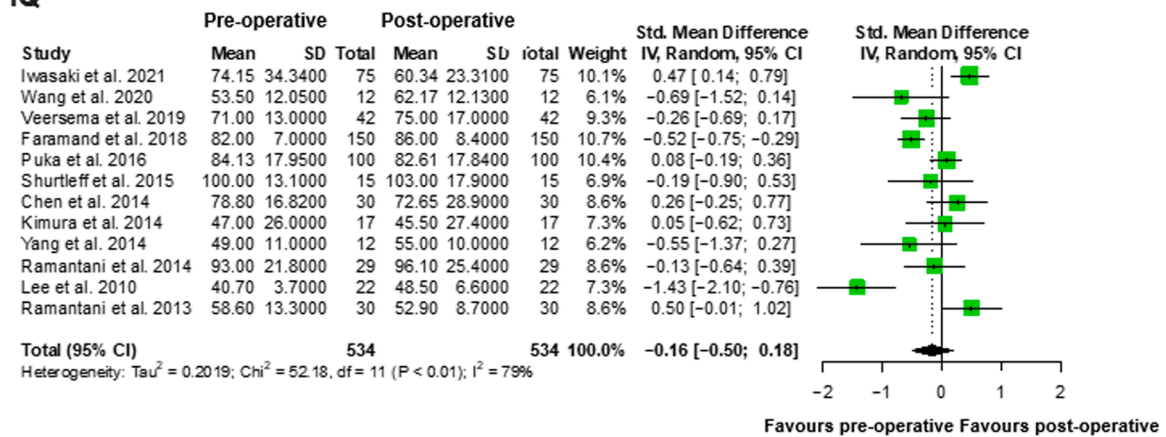 IQ
Pre-operative Post-operative
Std. Mean Difference Std. Mean Difference
Study Mean SD Total Mean SD Total Weight IV, Random, 95% CI IV, Random, 95% CI
Iwasaki et al. 2021 74.15 34.3400 75 60.34 23.3100 75 10.1% 0.47 [ 0.14; 0.79]
Wang et al. 2020 53.50 12.0500 12 62.17 12.1300 12 6.1% −0.69 [−1.52; 0.14]
Veersema et al. 2019 71.00 13.0000 42 75.00 17.0000 42 9.3% −0.26 [−0.69; 0.17]
Faramand et al. 2018 82.00 7.0000 150 86.00 8.4000 150 10.7% −0.52 [−0.75; −0.29]
Puka et al. 2016 84.13 17.9500 100 82.61 17.8400 100 10.4% 0.08 [−0.19; 0.36]
Shurtleff et al. 2015 100.00 13.1000 15 103.00 17.9000 15 6.9% −0.19 [−0.90; 0.53]
Chen et al. 2014 78.80 16.8200 30 72.65 28.9000 30 8.6% 0.26 [−0.25; 0.77]
Kimura et al. 2014 47.00 26.0000 17 45.50 27.4000 17 7.3% 0.05 [−0.62; 0.73]
Yang et al. 2014 49.00 11.0000 12 55.00 10.0000 12 6.2% −0.55 [−1.37; 0.27]
Ramantani et al. 2014 93.00 21.8000 29 96.10 25.4000 29 8.6% −0.13 [−0.64; 0.39]
Lee et al. 2010 40.70 3.7000 22 48.50 6.6000 22 7.3% −1.43 [−2.10; −0.76]
Ramantani et al. 2013 58.60 13.3000 30 52.90 8.7000 30 8.6% 0.50 [−0.01; 1.02]
Total (95% CI) 534 534 100.0% −0.16 [−0.50; 0.18]
Heterogeneity: Tau² = 0.2019; Chi² = 52.18, df = 11 (P < 0.01); I² = 79%
−2 −1 0 1 2
Favours pre-operative Favours post-operative